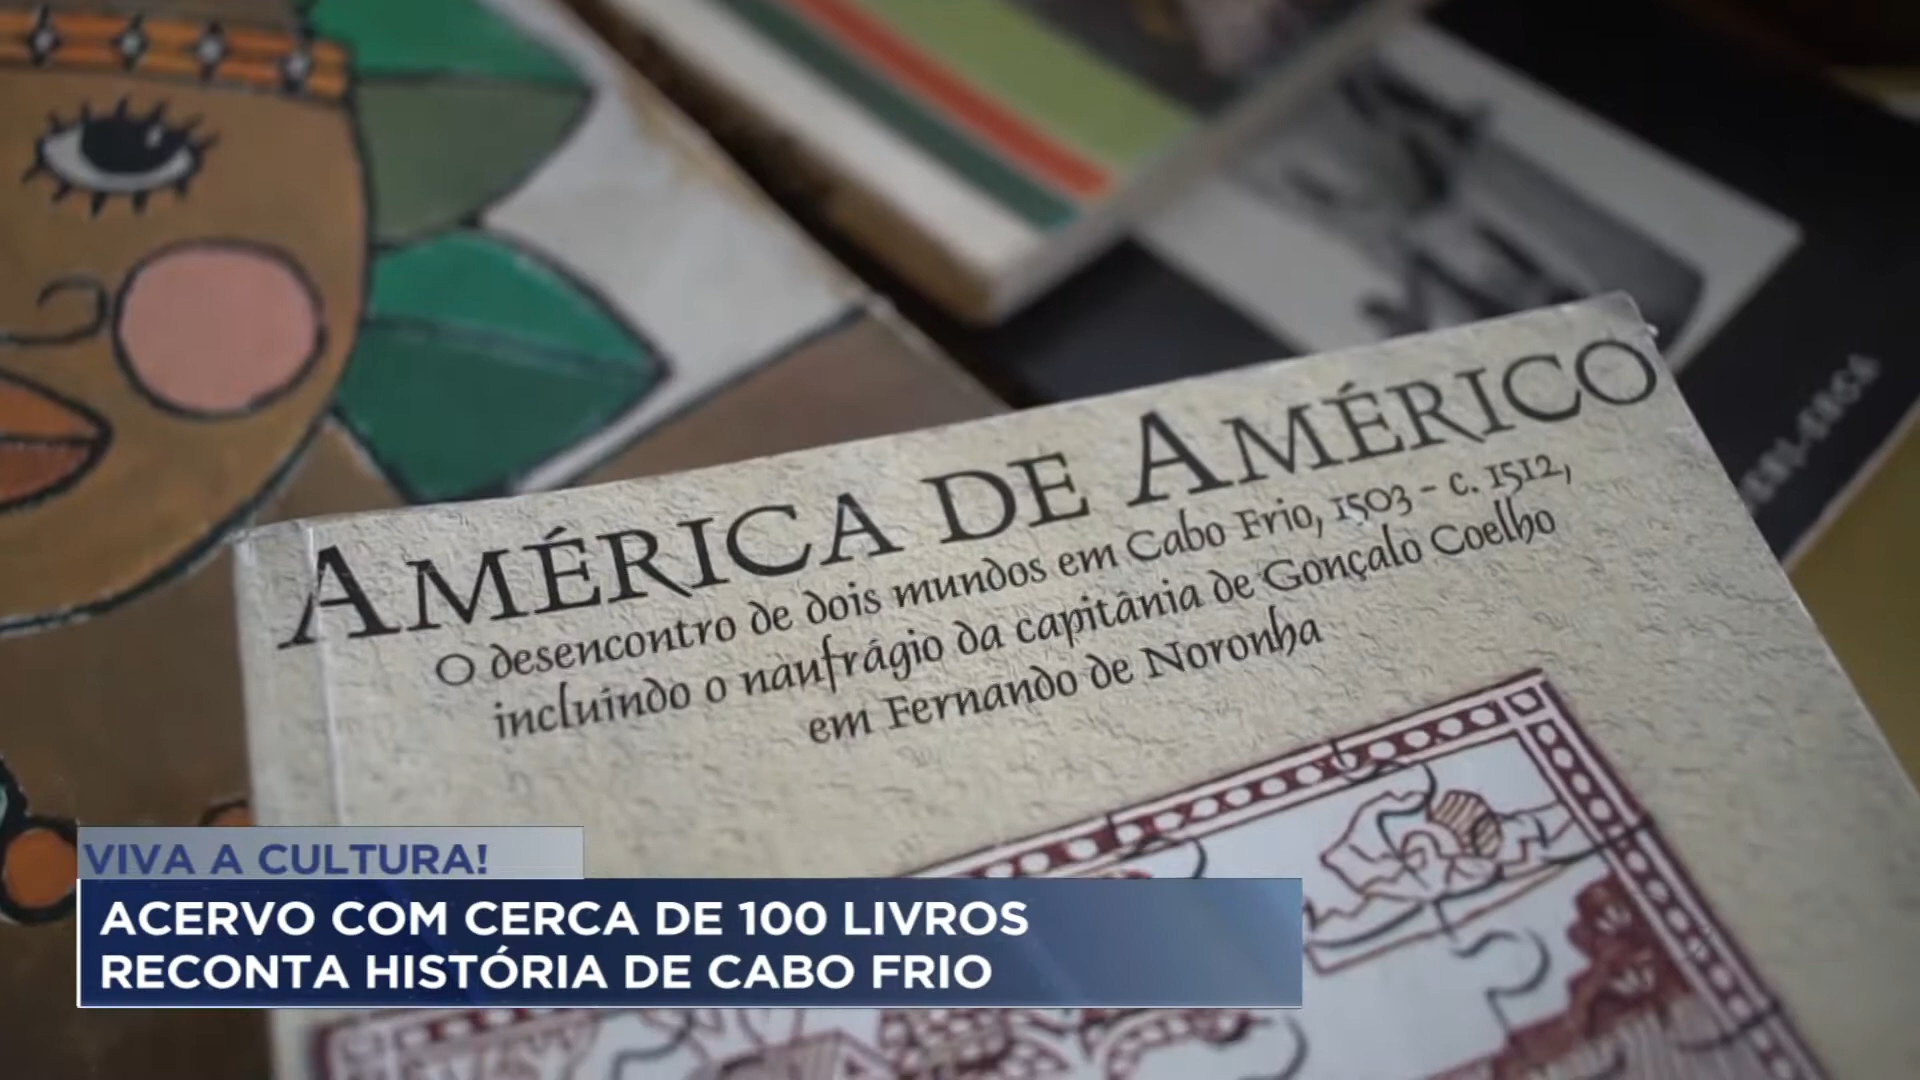 AMÉRICA DE AMÉRICO
O desencontro de dois mundos em Cabo Frio, 1503 - c. 1512,
incluindo o naufrágio da capitânia de Gonçalo Coelho
em Fernando de Noronha
VIVA A CULTURA!
ACERVO COM CERCA DE 100 LIVROS
RECONTA HISTÓRIA DE CABO FRIO